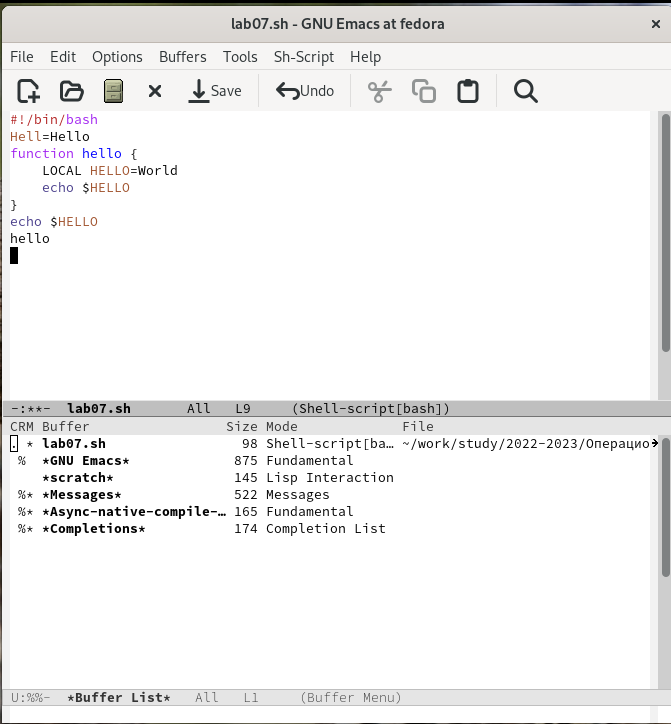 lab07.sh - GNU Emacs at fedora ×
File Edit Options Buffers Tools Sh-Script Help
Save Undo
#!/bin/bash
Hell=Hello
function hello {
    LOCAL HELLO=World
    echo $HELLO
}
echo $HELLO
hello
-:**-  lab07.sh       All   L9     (Shell-script[bash])
CRM Buffer                 Size Mode             File
. * lab07.sh                 98 Shell-script[ba… ~/work/study/2022-2023/Операцио
 %  *GNU Emacs*             875 Fundamental
    *scratch*               145 Lisp Interaction
 %* *Messages*              522 Messages
 %* *Async-native-compile-… 165 Fundamental
 %* *Completions*           174 Completion List
U:%%-  *Buffer List*   All   L1     (Buffer Menu)